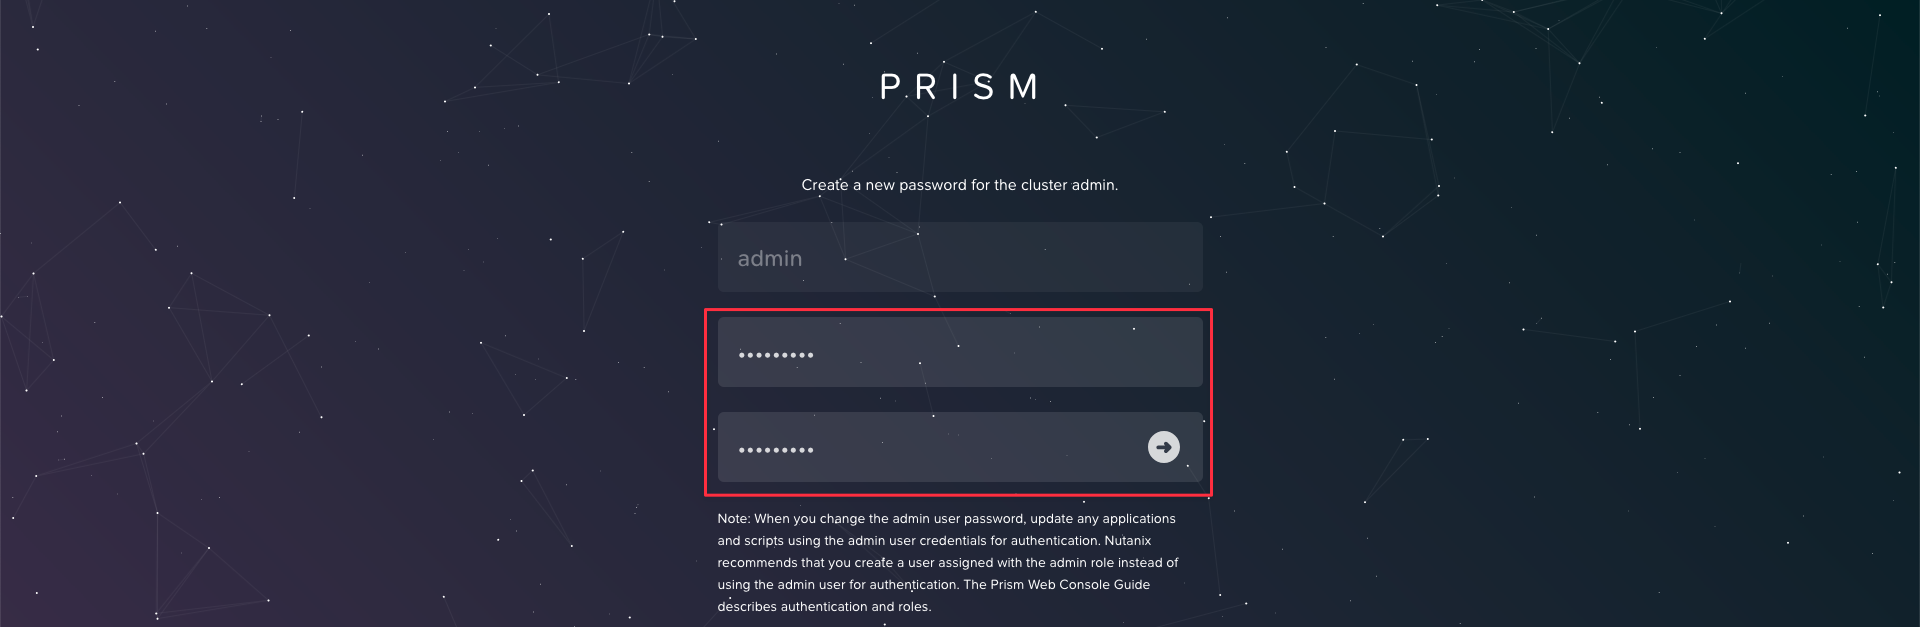 PRISM
Create a new password for the cluster admin.
admin
•••••••••
•••••••••
Note: When you change the admin user password, update any applications
and scripts using the admin user credentials for authentication. Nutanix
recommends that you create a user assigned with the admin role instead of
using the admin user for authentication. The Prism Web Console Guide
describes authentication and roles.